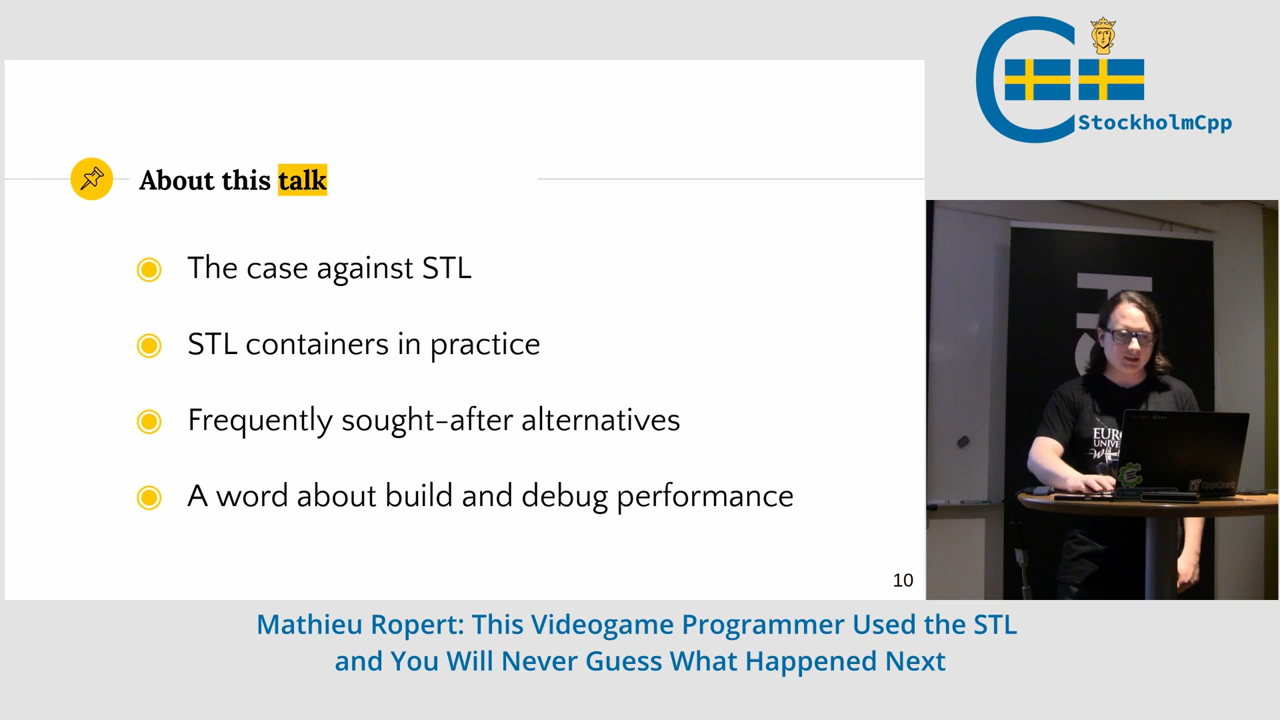 StockholmCpp
About this talk
The case against STL
STL containers in practice
Frequently sought-after alternatives
A word about build and debug performance
10
Mathieu Ropert: This Videogame Programmer Used the STL
and You Will Never Guess What Happened Next